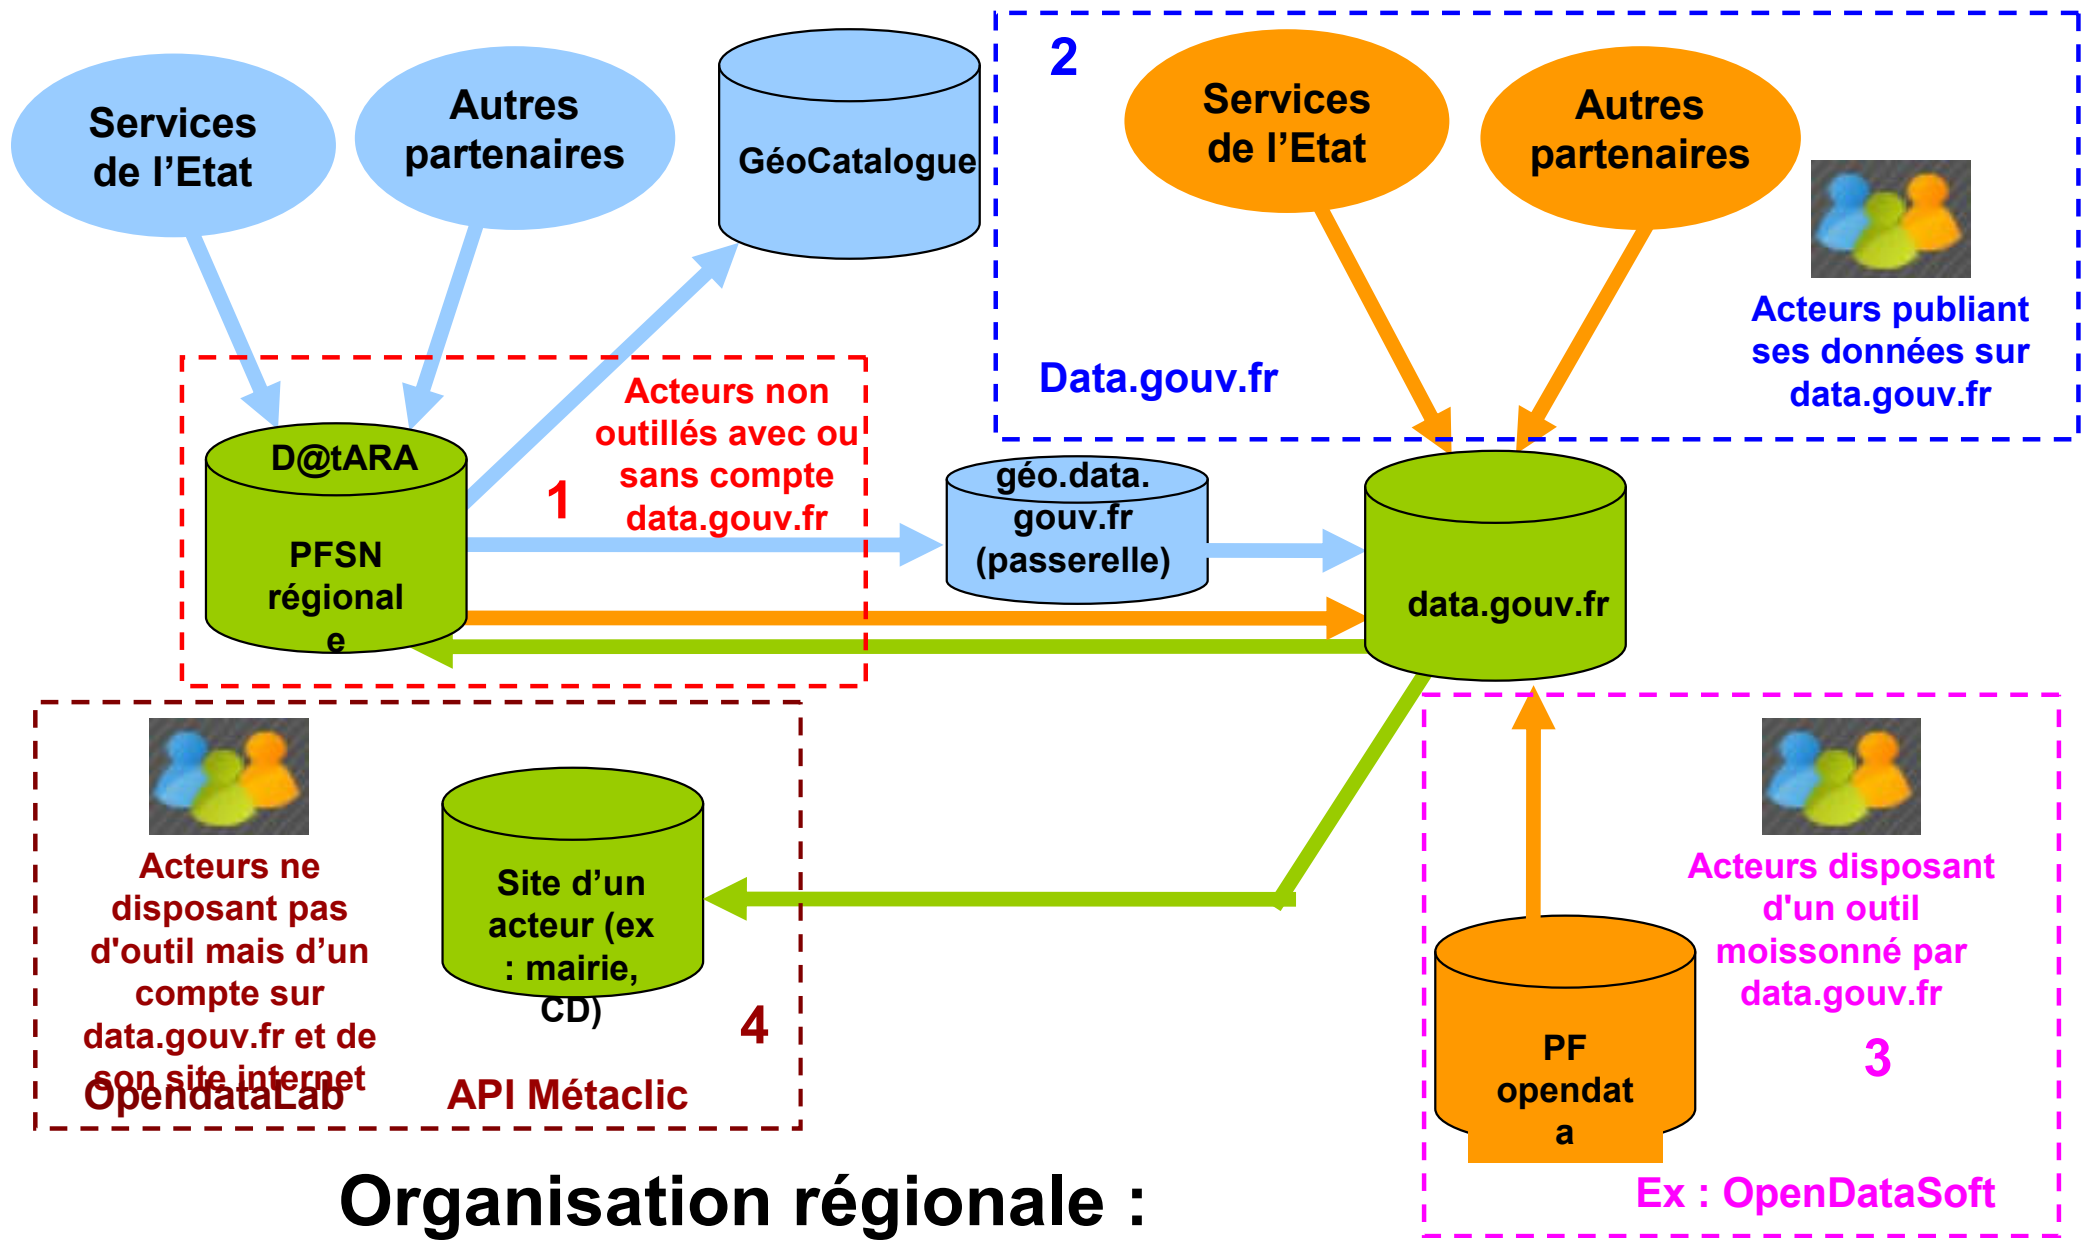 Services
de l’Etat
Autres
partenaires
GéoCatalogue
2
Services
de l’Etat
Autres
partenaires
Acteurs publiant
ses données sur
data.gouv.fr
Data.gouv.fr
Acteurs non
outillés avec ou
sans compte
data.gouv.fr
1
D@tARA
PFSN
régional
e
géo.data.
gouv.fr
(passerelle)
data.gouv.fr
Acteurs ne
disposant pas
d'outil mais d’un
compte sur
data.gouv.fr et de
son site internet
OpendataLab
Site d’un
acteur (ex
: mairie,
CD)
4
API Métaclic
Acteurs disposant
d'un outil
moissonné par
data.gouv.fr
3
PF
opendat
a
Ex : OpenDataSoft
Organisation régionale :